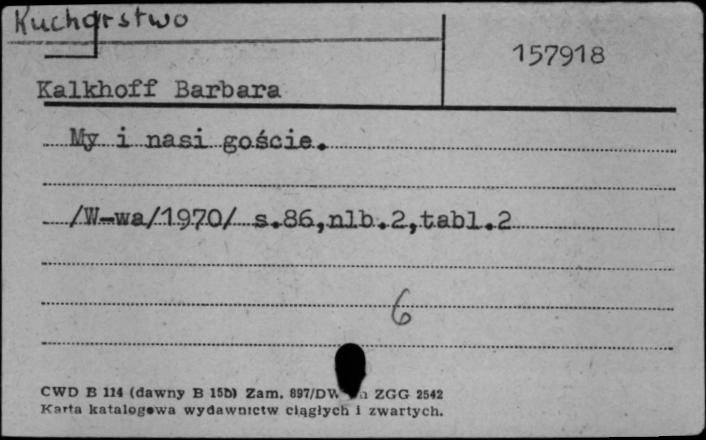 Kucharstwo
157918
Kalkhoff Barbara
My i nasi goście.
/W-wa/1970/ s.86,nlb.2,tabl.2
6
CWD B 114 (dawny B 15b) Zam. 897/DW ZGG 2542
Karta katalogowa wydawnictw ciągłych i zwartych.